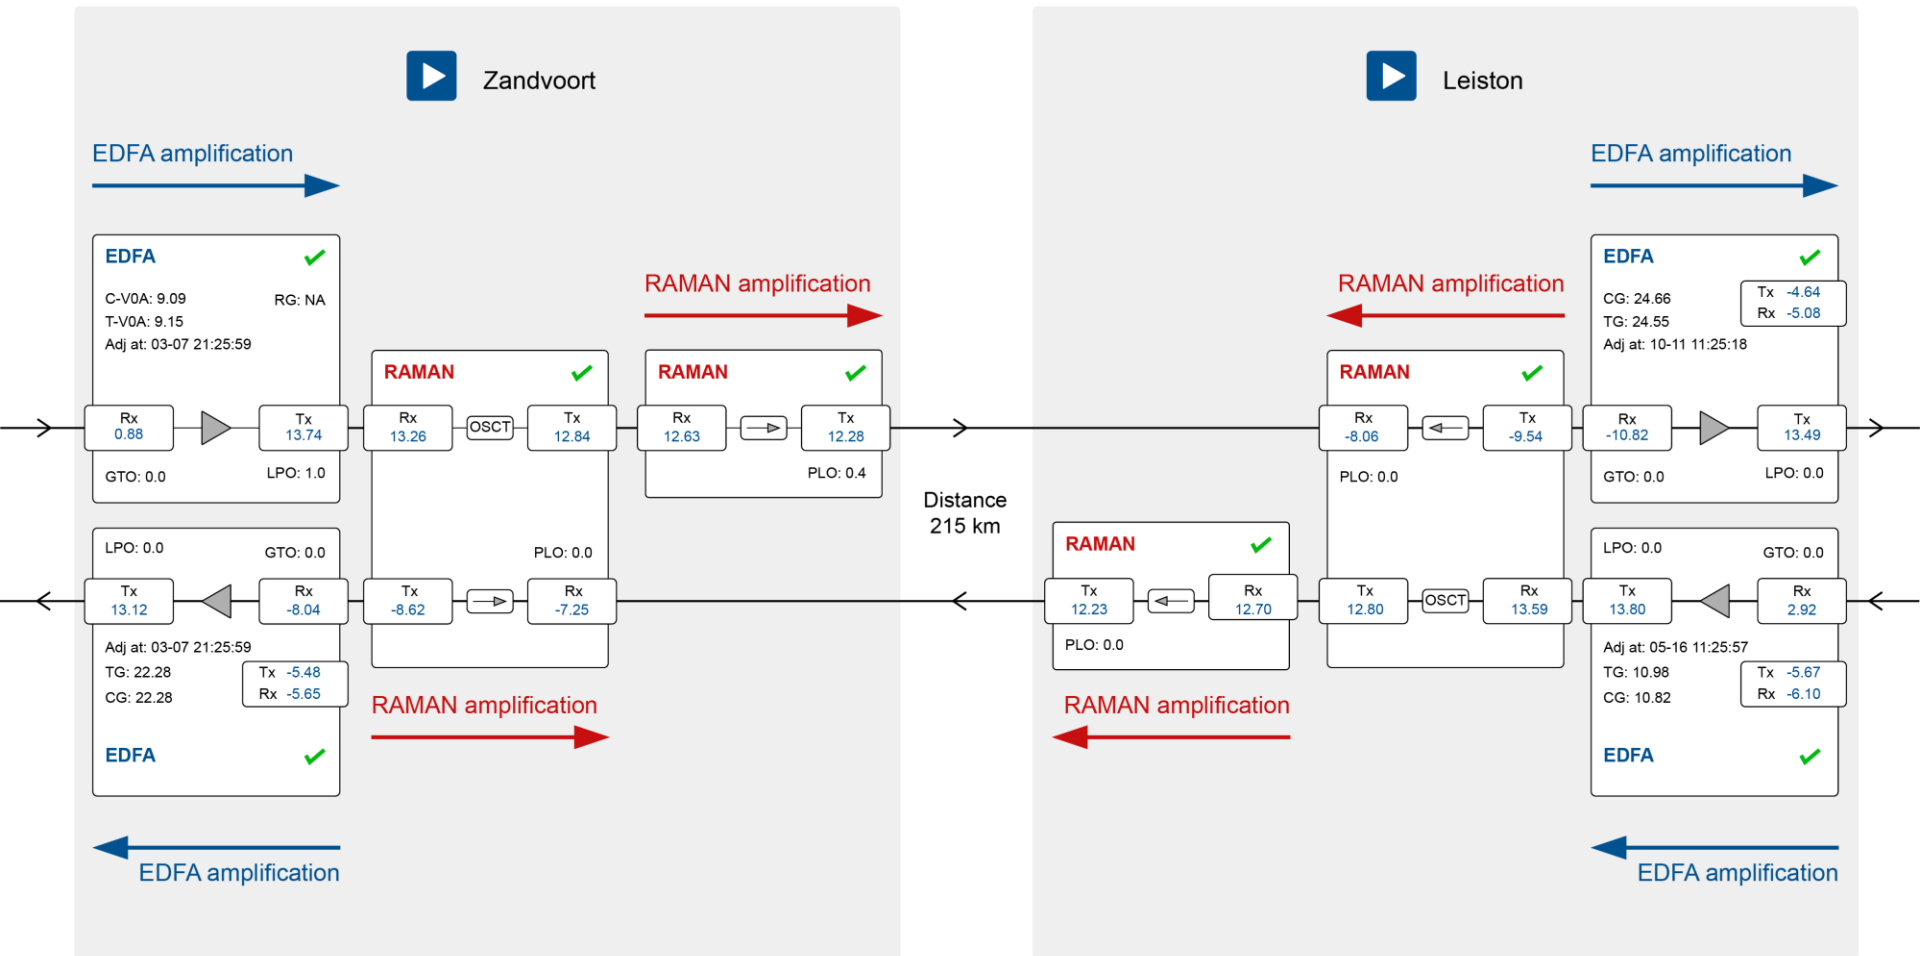 Zandvoort
EDFA amplification
EDFA
C-V0A: 9.09
RG: NA
T-V0A: 9.15
Adj at: 03-07 21:25:59
Rx
0.88
Tx
13.74
GTO: 0.0
LPO: 1.0
RAMAN
Rx
13.26
OSCT
Tx
12.84
RAMAN amplification
RAMAN
Rx
12.63
Tx
12.28
PLO: 0.4
LPO: 0.0
GTO: 0.0
Tx
13.12
Rx
-8.04
Adj at: 03-07 21:25:59
TG: 22.28
CG: 22.28
Tx -5.48
Rx -5.65
EDFA
EDFA amplification
PLO: 0.0
Tx
-8.62
Rx
-7.25
RAMAN amplification
Distance
215 km
Leiston
RAMAN amplification
RAMAN
Rx
-8.06
Tx
-9.54
PLO: 0.0
EDFA amplification
EDFA
CG: 24.66
TG: 24.55
Adj at: 10-11 11:25:18
Tx -4.64
Rx -5.08
Rx
-10.82
Tx
13.49
GTO: 0.0
LPO: 0.0
RAMAN
Tx
12.23
Rx
12.70
PLO: 0.0
RAMAN amplification
Tx
12.80
OSCT
Rx
13.59
LPO: 0.0
GTO: 0.0
Tx
13.80
Rx
2.92
Adj at: 05-16 11:25:57
TG: 10.98
CG: 10.82
Tx -5.67
Rx -6.10
EDFA
EDFA amplification